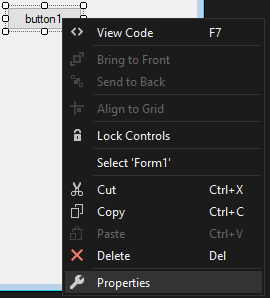 button1
View Code F7
Bring to Front
Send to Back
Align to Grid
Lock Controls
Select 'Form1'
Cut Ctrl+X
Copy Ctrl+C
Paste Ctrl+V
Delete Del
Properties